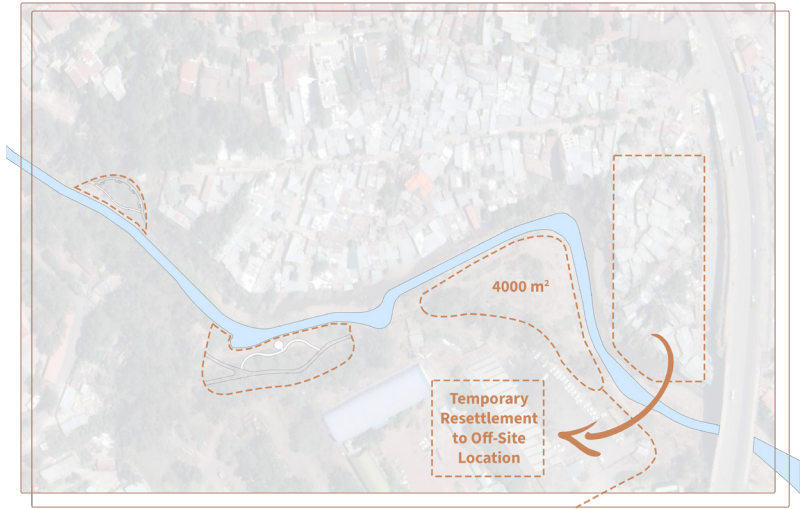 4000 m²
Temporary
Resettlement
to Off-Site
Location